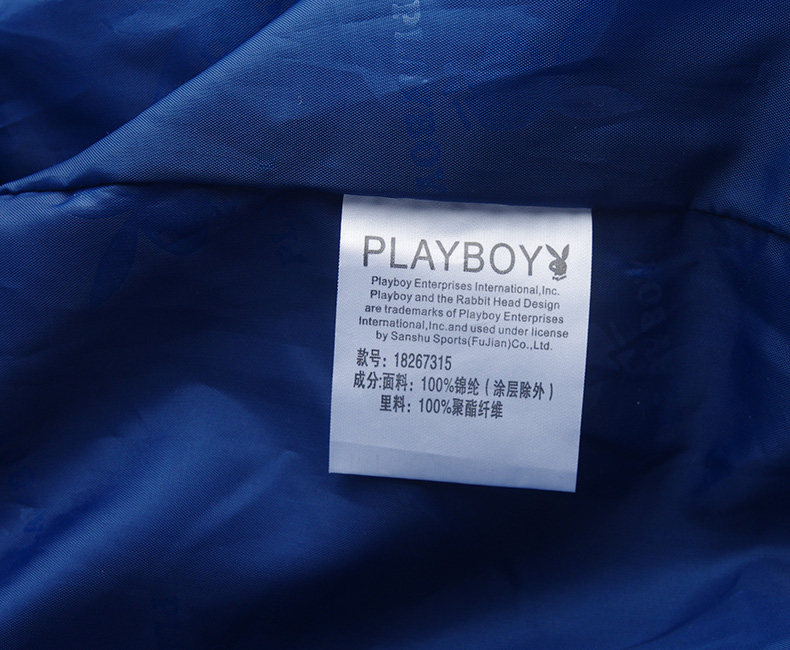 PLAYBOY
Playboy Enterprises International,Inc.
Playboy and the Rabbit Head Design
are trademarks of Playboy Enterprises
International,Inc.and used under license
by Sanshu Sports(FuJian)Co.,Ltd.
款号: 18267315
成分:面料: 100%锦纶(涂层除外)
里料: 100%聚酯纤维